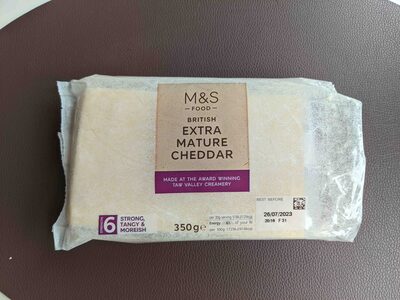 M&S
FOOD
BRITISH
EXTRA
MATURE
CHEDDAR
MADE AT THE AWARD WINNING
TAW VALLEY CREAMERY
BEST BEFORE
26/07/2023
6
STRONG,
TANGY &
MOREISH
350g℮